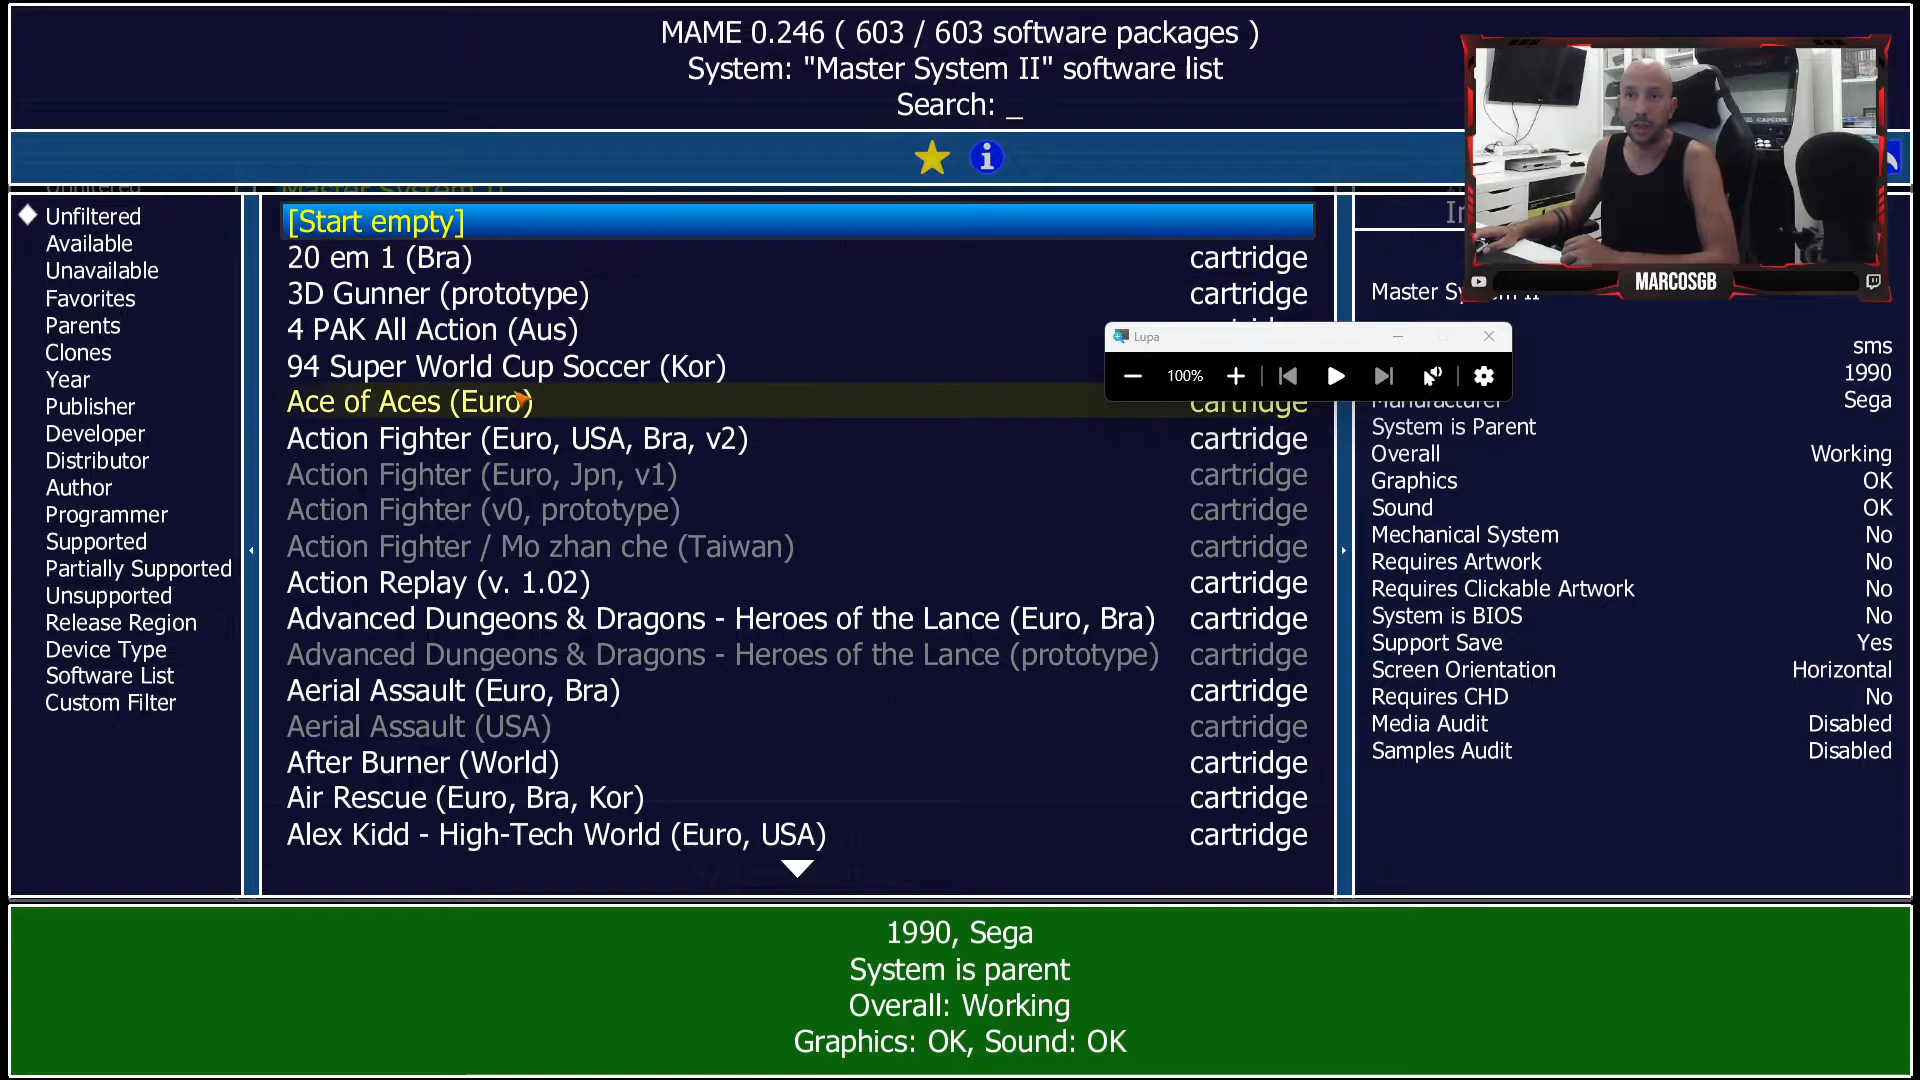 MAME 0.246 ( 603 / 603 software packages )
System: "Master System II" software list
Search: _
Unfiltered
Available
Unavailable
Favorites
Parents
Clones
Year
Publisher
Developer
Distributor
Author
Programmer
Supported
Partially Supported
Unsupported
Release Region
Device Type
Software List
Custom Filter
[Start empty]
20 em 1 (Bra) cartridge
3D Gunner (prototype) cartridge
4 PAK All Action (Aus)
94 Super World Cup Soccer (Kor)
Ace of Aces (Euro) cartridge
Action Fighter (Euro, USA, Bra, v2) cartridge
Action Fighter (Euro, Jpn, v1) cartridge
Action Fighter (v0, prototype) cartridge
Action Fighter / Mo zhan che (Taiwan) cartridge
Action Replay (v. 1.02) cartridge
Advanced Dungeons & Dragons - Heroes of the Lance (Euro, Bra) cartridge
Advanced Dungeons & Dragons - Heroes of the Lance (prototype) cartridge
Aerial Assault (Euro, Bra) cartridge
Aerial Assault (USA) cartridge
After Burner (World) cartridge
Air Rescue (Euro, Bra, Kor) cartridge
Alex Kidd - High-Tech World (Euro, USA) cartridge
CAPCOM
MARCOSGB
Lupa
100%
Master System II
sms
1990
Manufacturer Sega
System is Parent
Overall Working
Graphics OK
Sound OK
Mechanical System No
Requires Artwork No
Requires Clickable Artwork No
System is BIOS No
Support Save Yes
Screen Orientation Horizontal
Requires CHD No
Media Audit Disabled
Samples Audit Disabled
1990, Sega
System is parent
Overall: Working
Graphics: OK, Sound: OK